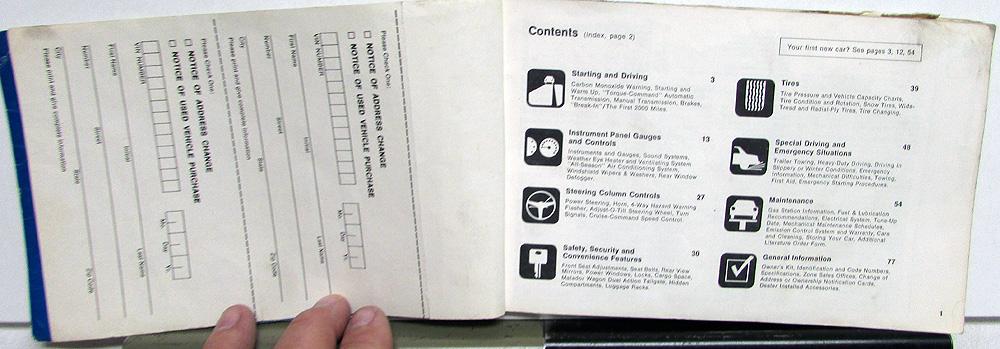 Please Check One:
☐ NOTICE OF ADDRESS CHANGE
☐ NOTICE OF USED VEHICLE PURCHASE
VIN NUMBER
Mo. Day Yr.
First Name Initial Last Name
Number Street
City State Zip Code
Please print and give complete information
Please Check One:
☐ NOTICE OF ADDRESS CHANGE
☐ NOTICE OF USED VEHICLE PURCHASE
VIN NUMBER
Mo. Day Yr.
First Name Initial Last Name
Number Street
City State Zip Code
Please print and give complete information
Contents (Index, page 2)
Your first new car? See pages 3, 12, 54
Starting and Driving 3
Carbon Monoxide Warning, Starting and
Warm Up, "Torque-Command" Automatic
Transmission, Manual Transmission, Brakes,
"Break-In"/The First 2000 Miles.
Instrument Panel Gauges
and Controls 13
Instruments and Gauges, Sound Systems,
Weather Eye Heater and Ventilating System
"All-Season" Air Conditioning System,
Windshield Wipers & Washers, Rear Window
Defogger.
Steering Column Controls 27
Power Steering, Horn, 4-Way Hazard Warning
Flasher, Adjust-O-Tilt Steering Wheel, Turn
Signals, Cruise-Command Speed Control.
Safety, Security and
Convenience Features 30
Front Seat Adjustments, Seat Belts, Rear View
Mirrors, Power Windows, Locks, Cargo Space,
Matador Wagon Dual Action Tailgate, Hidden
Compartments, Luggage Racks.
Tires 39
Tire Pressure and Vehicle Capacity Charts,
Tire Condition and Rotation, Snow Tires, Wide-
Tread and Radial-Ply Tires, Tire Changing.
Special Driving and
Emergency Situations 48
Trailer Towing, Heavy-Duty Driving, Driving in
Slippery or Winter Conditions, Emergency
Information, Mechanical Difficulties, Towing,
First Aid, Emergency Starting Procedures.
Maintenance 54
Gas Station Information, Fuel & Lubrication
Recommendations, Electrical System, Tune-Up
Data, Mechanical Maintenance Schedules,
Emission Control System and Warranty, Care
and Cleaning, Storing Your Car, Additional
Literature Order Form.
General Information 77
Owner's Kit, Identification and Code Numbers,
Specifications, Zone Sales Offices, Change of
Address or Ownership Notification Cards,
Dealer Installed Accessories.
1